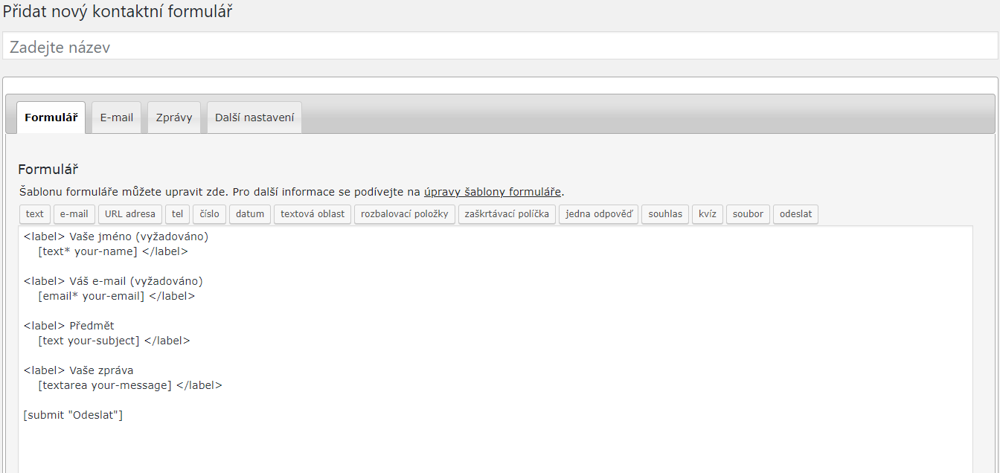 Přidat nový kontaktní formulář
Zadejte název
Formulář E-mail Zprávy Další nastavení
Formulář
Šablonu formuláře můžete upravit zde. Pro další informace se podívejte na úpravy šablony formuláře.
text e-mail URL adresa tel číslo datum textová oblast rozbalovací položky zaškrtávací políčka jedna odpověď souhlas kvíz soubor odeslat
<label> Vaše jméno (vyžadováno)
[text* your-name] </label>
<label> Váš e-mail (vyžadováno)
[email* your-email] </label>
<label> Předmět
[text your-subject] </label>
<label> Vaše zpráva
[textarea your-message] </label>
[submit "Odeslat"]